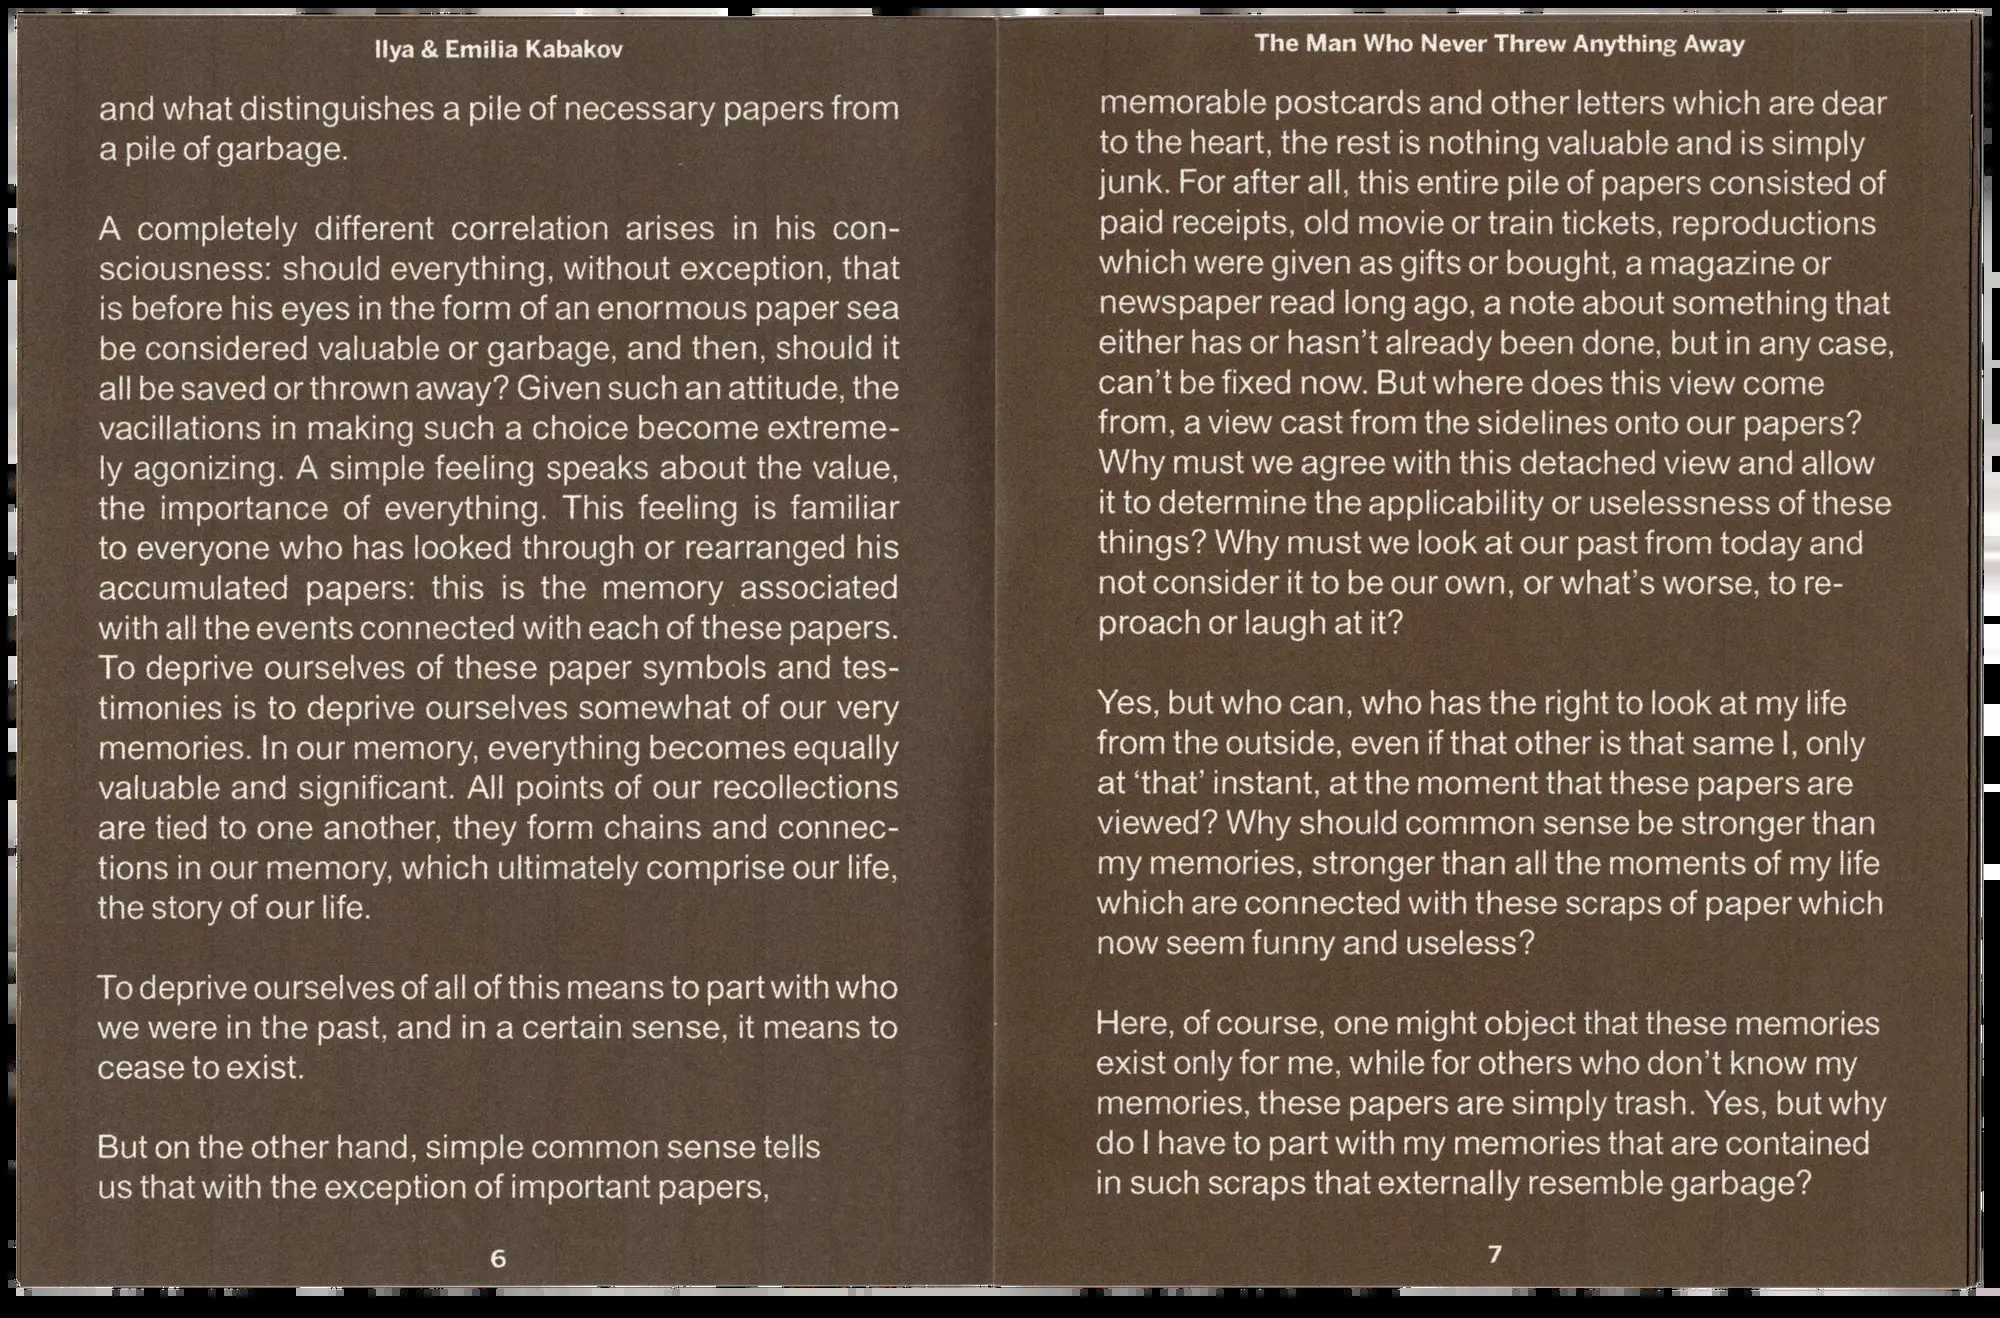 Ilya & Emilia Kabakov
and what distinguishes a pile of necessary papers from
a pile of garbage.
A completely different correlation arises in his con-
sciousness: should everything, without exception, that
is before his eyes in the form of an enormous paper sea
be considered valuable or garbage, and then, should it
all be saved or thrown away? Given such an attitude, the
vacillations in making such a choice become extreme-
ly agonizing. A simple feeling speaks about the value,
the importance of everything. This feeling is familiar
to everyone who has looked through or rearranged his
accumulated papers: this is the memory associated
with all the events connected with each of these papers.
To deprive ourselves of these paper symbols and tes-
timonies is to deprive ourselves somewhat of our very
memories. In our memory, everything becomes equally
valuable and significant. All points of our recollections
are tied to one another, they form chains and connec-
tions in our memory, which ultimately comprise our life,
the story of our life.
To deprive ourselves of all of this means to part with who
we were in the past, and in a certain sense, it means to
cease to exist.
But on the other hand, simple common sense tells
us that with the exception of important papers,
6
The Man Who Never Threw Anything Away
memorable postcards and other letters which are dear
to the heart, the rest is nothing valuable and is simply
junk. For after all, this entire pile of papers consisted of
paid receipts, old movie or train tickets, reproductions
which were given as gifts or bought, a magazine or
newspaper read long ago, a note about something that
either has or hasn't already been done, but in any case,
can't be fixed now. But where does this view come
from, a view cast from the sidelines onto our papers?
Why must we agree with this detached view and allow
it to determine the applicability or uselessness of these
things? Why must we look at our past from today and
not consider it to be our own, or what's worse, to re-
proach or laugh at it?
Yes, but who can, who has the right to look at my life
from the outside, even if that other is that same I, only
at ‘that’ instant, at the moment that these papers are
viewed? Why should common sense be stronger than
my memories, stronger than all the moments of my life
which are connected with these scraps of paper which
now seem funny and useless?
Here, of course, one might object that these memories
exist only for me, while for others who don't know my
memories, these papers are simply trash. Yes, but why
do I have to part with my memories that are contained
in such scraps that externally resemble garbage?
7